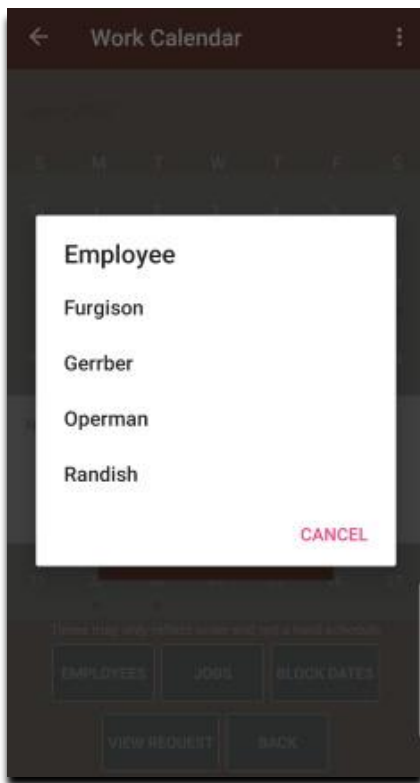 Work Calendar
S M T W T F S
Employee
Furgison
Gerrber
Operman
Randish
CANCEL
EMPLOYEES JOBS BLOCK DATES
VIEW REQUEST BACK